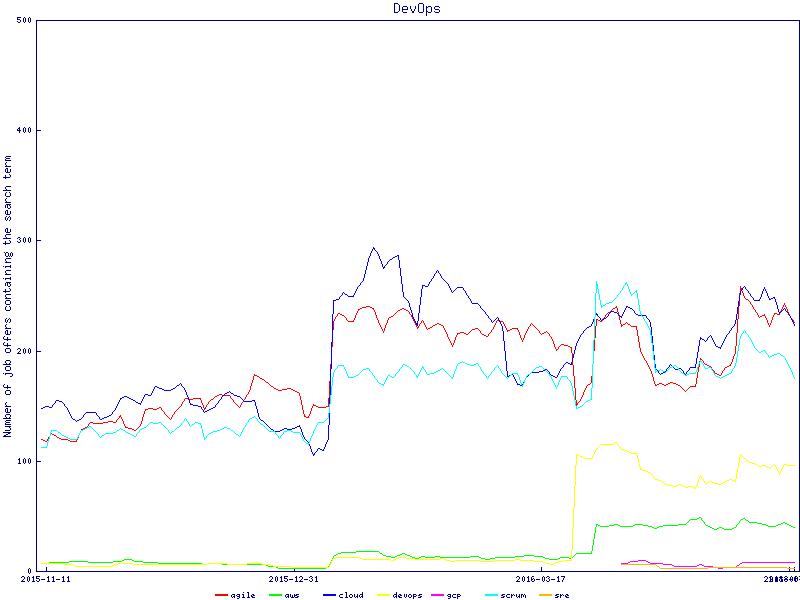 DevOps
Number of job offers containing the search term
500
400
300
200
100
0
2015-11-11 2015-12-31 2016-03-17
agile aws cloud devops gcp scrum sre